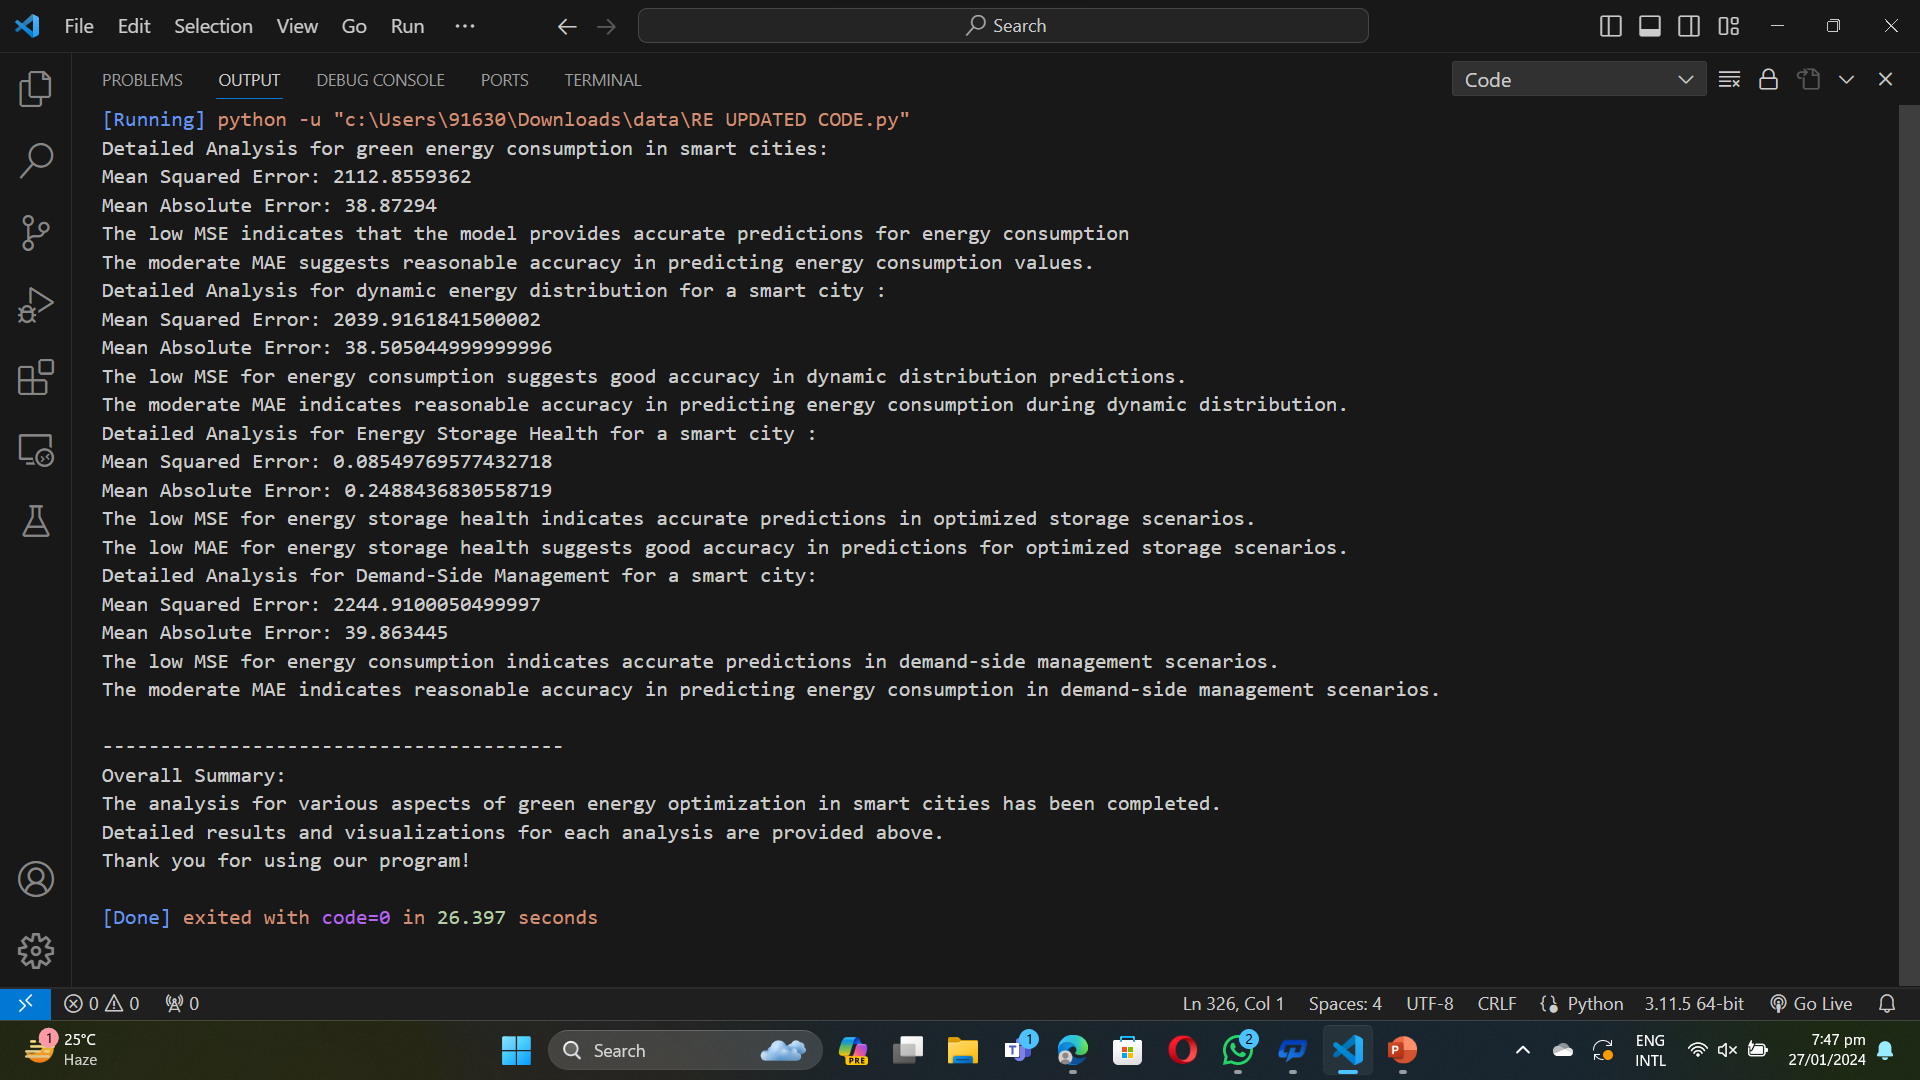 File Edit Selection View Go Run ···
Search
PROBLEMS OUTPUT DEBUG CONSOLE PORTS TERMINAL
Code
[Running] python -u "c:\Users\91630\Downloads\data\RE UPDATED CODE.py"
Detailed Analysis for green energy consumption in smart cities:
Mean Squared Error: 2112.8559362
Mean Absolute Error: 38.87294
The low MSE indicates that the model provides accurate predictions for energy consumption
The moderate MAE suggests reasonable accuracy in predicting energy consumption values.
Detailed Analysis for dynamic energy distribution for a smart city :
Mean Squared Error: 2039.9161841500002
Mean Absolute Error: 38.505044999999996
The low MSE for energy consumption suggests good accuracy in dynamic distribution predictions.
The moderate MAE indicates reasonable accuracy in predicting energy consumption during dynamic distribution.
Detailed Analysis for Energy Storage Health for a smart city :
Mean Squared Error: 0.08549769577432718
Mean Absolute Error: 0.2488436830558719
The low MSE for energy storage health indicates accurate predictions in optimized storage scenarios.
The low MAE for energy storage health suggests good accuracy in predictions for optimized storage scenarios.
Detailed Analysis for Demand-Side Management for a smart city:
Mean Squared Error: 2244.9100050499997
Mean Absolute Error: 39.863445
The low MSE for energy consumption indicates accurate predictions in demand-side management scenarios.
The moderate MAE indicates reasonable accuracy in predicting energy consumption in demand-side management scenarios.
----------------------------------------
Overall Summary:
The analysis for various aspects of green energy optimization in smart cities has been completed.
Detailed results and visualizations for each analysis are provided above.
Thank you for using our program!
[Done] exited with code=0 in 26.397 seconds
0 0 0 Ln 326, Col 1 Spaces: 4 UTF-8 CRLF Python 3.11.5 64-bit Go Live
1 25°C
Haze
Search
PRE
1
2
ENG
INTL
7:47 pm
27/01/2024